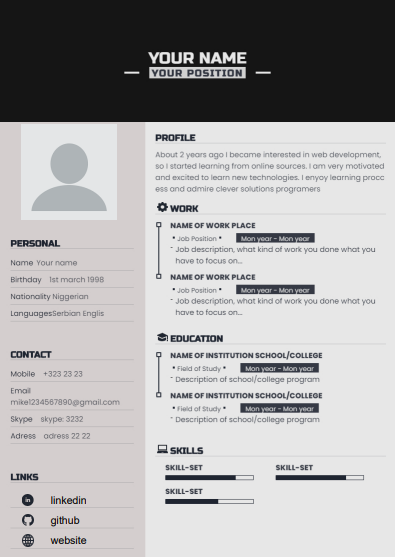 YOUR NAME
YOUR POSITION
PERSONAL
Name Your name
Birthday 1st march 1998
Nationality Niggerian
LanguagesSerbian Englis
CONTACT
Mobile +323 23 23
Email
mike1234567890@gmail.com
Skype skype: 3232
Adress adress 22 22
LINKS
in linkedin
github
website
PROFILE
About 2 years ago I became interested in web development,
so I started learning from online sources. I am very motivated
and excited to learn new technologies. I enyoy learning procc
ess and admire clever solutions programers
WORK
NAME OF WORK PLACE
• Job Position • Mon year - Mon year
- Job description, what kind of work you done what you
have to focus on...
NAME OF WORK PLACE
• Job Position • Mon year - Mon year
- Job description, what kind of work you done what you
have to focus on...
EDUCATION
NAME OF INSTITUTION SCHOOL/COLLEGE
• Field of Study • Mon year - Mon year
- Description of school/college program
NAME OF INSTITUTION SCHOOL/COLLEGE
• Field of Study • Mon year - Mon year
- Description of school/college program
SKILLS
SKILL-SET SKILL-SET
SKILL-SET